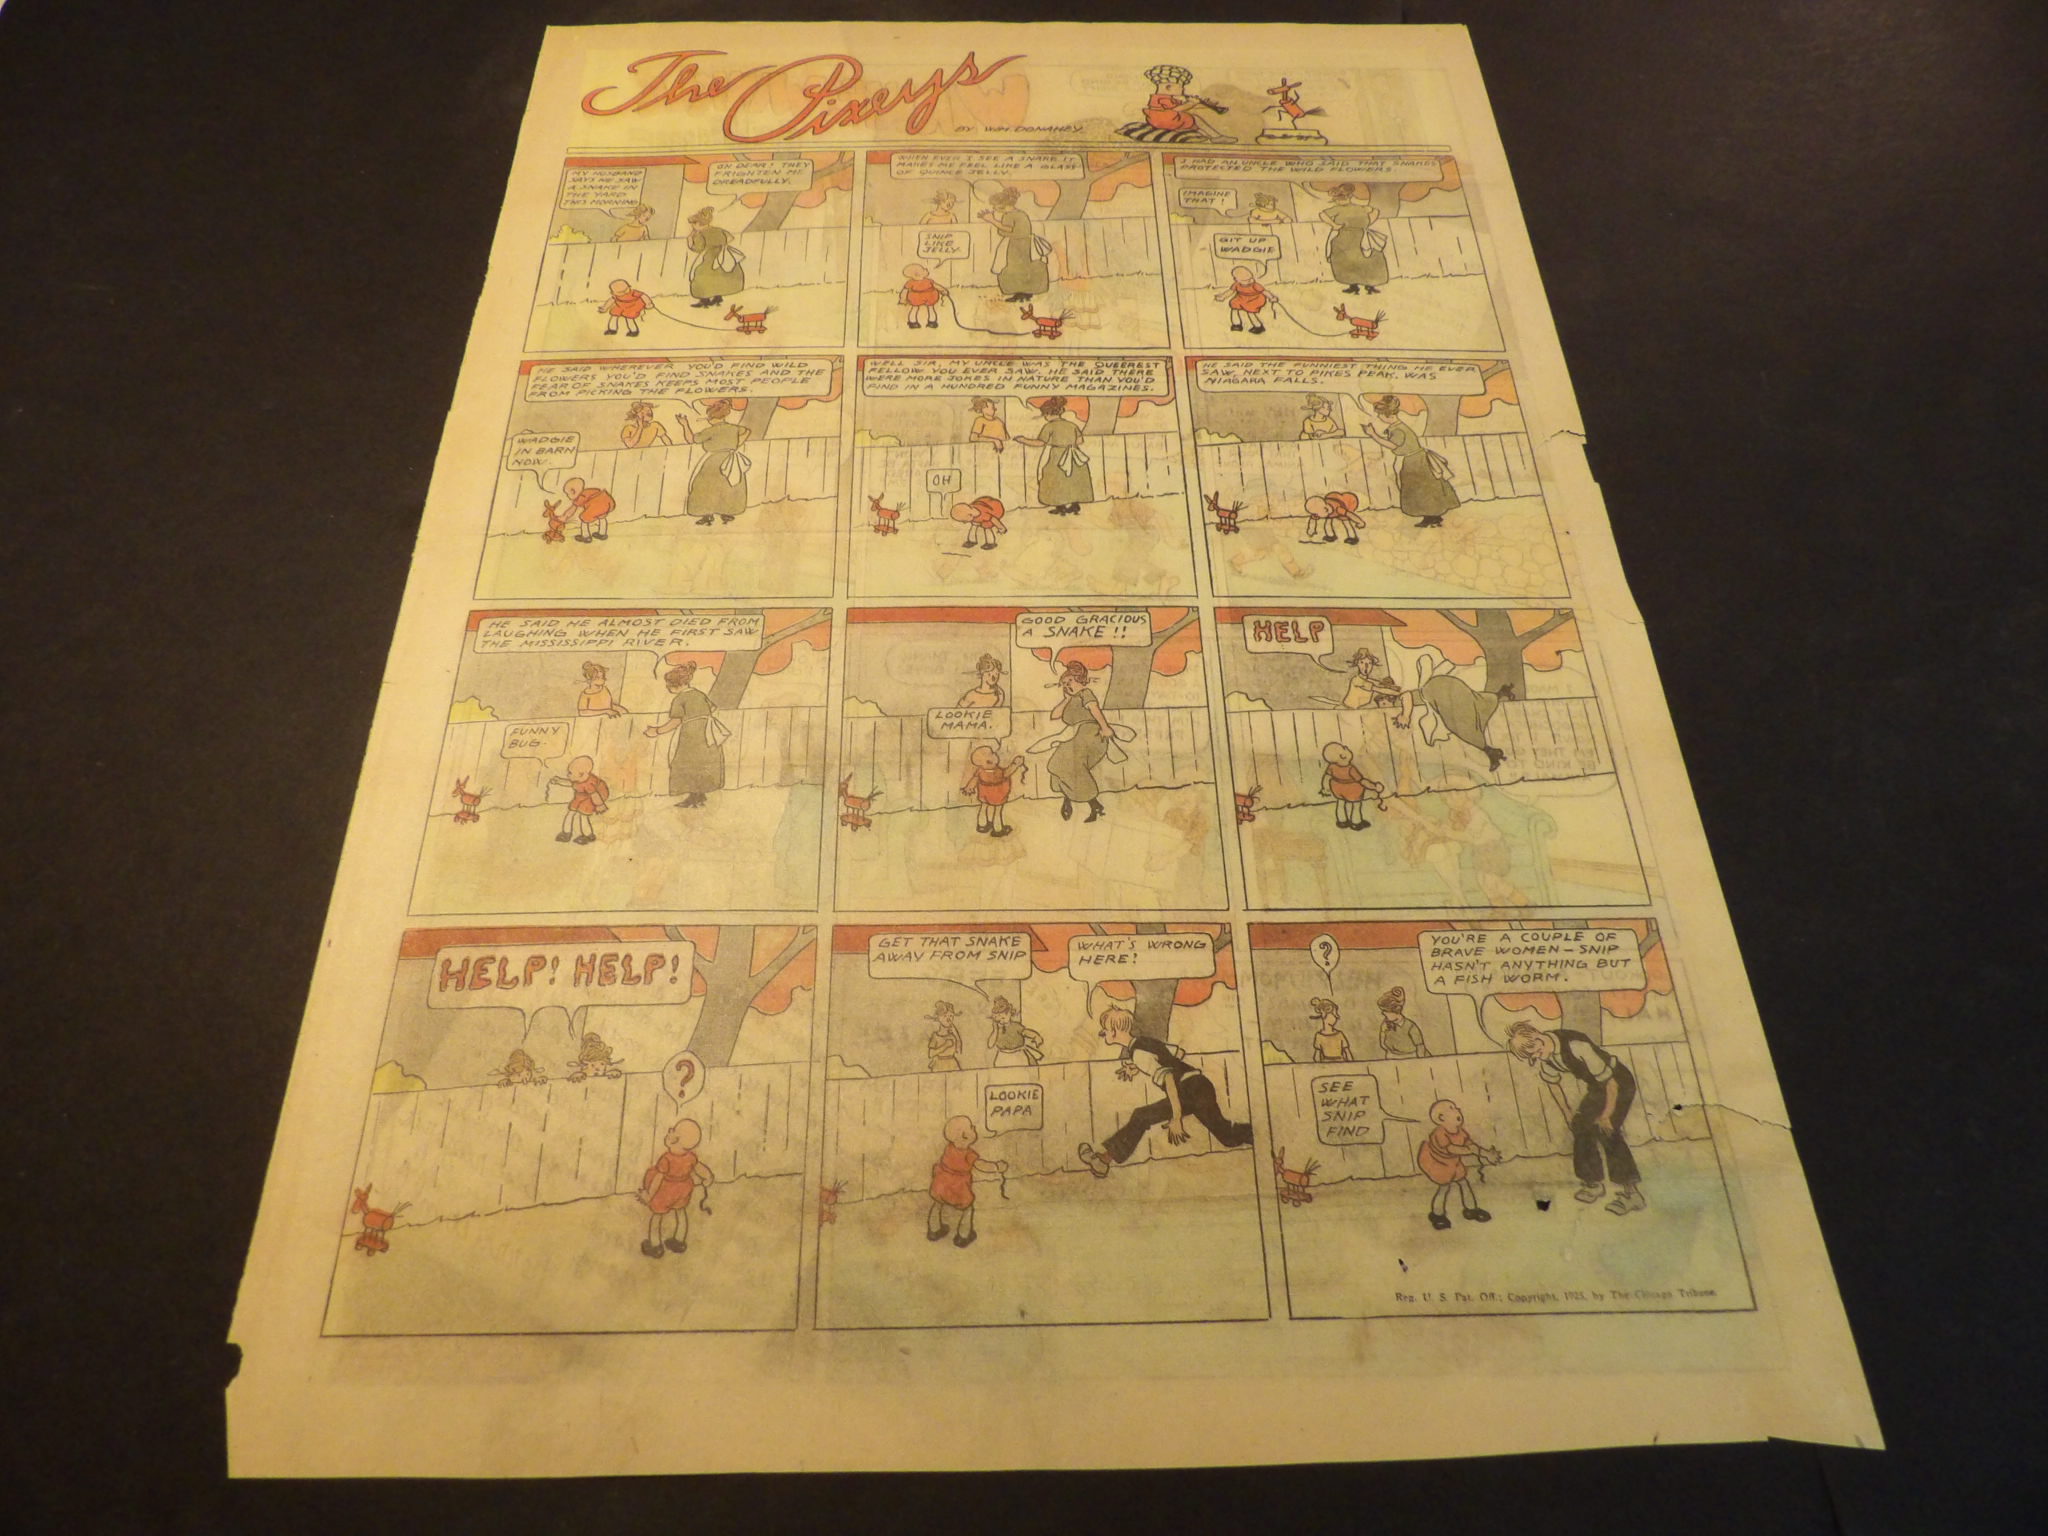 The Pixeys
BY WM. DONAHEY
MY HUSBAND
SAYS HE SAW
A SNAKE IN
THE YARD
THIS MORNING
OH DEAR! THEY
FRIGHTEN ME
DREADFULLY.
WHEN EVER I SEE A SNAKE IT
MAKES ME FEEL LIKE A GLASS
OF QUINCE JELLY.
SNIP
LIKE
JELLY.
I HAD AN UNCLE WHO SAID THAT SNAKES
PROTECTED THE WILD FLOWERS.
IMAGINE
THAT!
GIT UP
WADGIE
HE SAID WHEREVER YOU'D FIND WILD
FLOWERS YOU'D FIND SNAKES AND THE
FEAR OF SNAKES KEEPS MOST PEOPLE
FROM PICKING THE FLOWERS.
WADGIE
IN BARN
NOW.
WELL SIR, MY UNCLE WAS THE QUEEREST
FELLOW YOU EVER SAW. HE SAID THERE
WERE MORE JOKES IN NATURE THAN YOU'D
FIND IN A HUNDRED FUNNY MAGAZINES.
OH
HE SAID THE FUNNIEST THING HE EVER
SAW, NEXT TO PIKES PEAK, WAS
NIAGARA FALLS.
HE SAID HE ALMOST DIED FROM
LAUGHING WHEN HE FIRST SAW
THE MISSISSIPPI RIVER.
FUNNY
BUG.
GOOD GRACIOUS
A SNAKE!!
LOOKIE
MAMA.
HELP
HELP! HELP!
?
GET THAT SNAKE
AWAY FROM SNIP
WHAT'S WRONG
HERE?
LOOKIE
PAPA
?
YOU'RE A COUPLE OF
BRAVE WOMEN — SNIP
HASN'T ANYTHING BUT
A FISH WORM.
SEE
WHAT
SNIP
FIND
Reg. U. S. Pat. Off.; Copyright, 1925, by The Chicago Tribune.